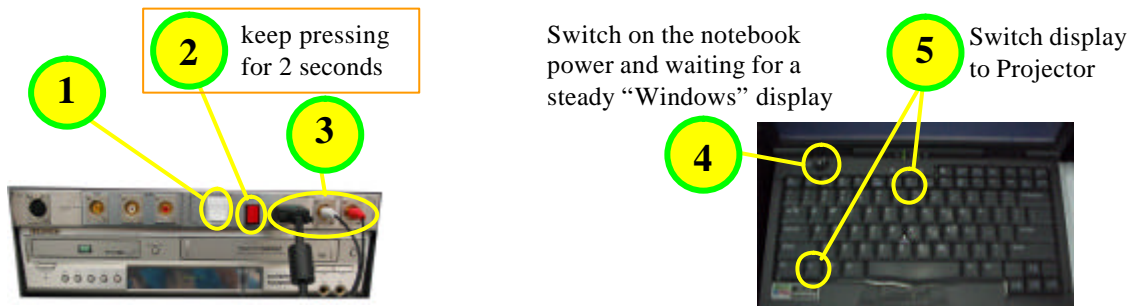 1
2
keep pressing
for 2 seconds
3
Switch on the notebook
power and waiting for a
steady “Windows” display
4
5
Switch display
to Projector